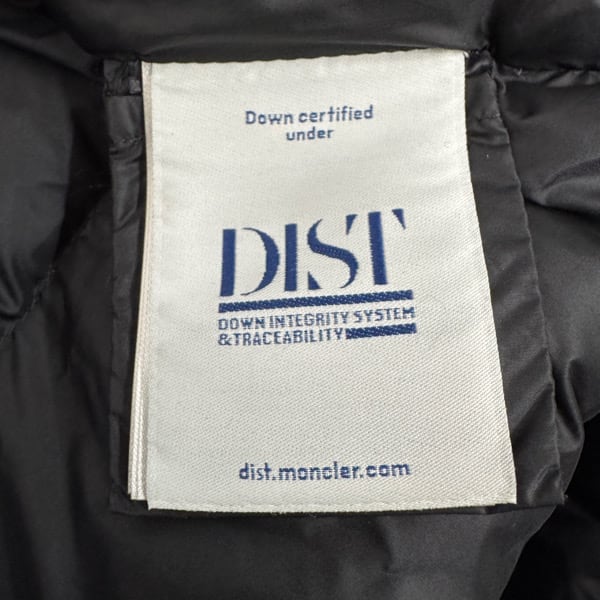 Down certified
under
DIST
DOWN INTEGRITY SYSTEM
&TRACEABILITY
dist.moncler.com